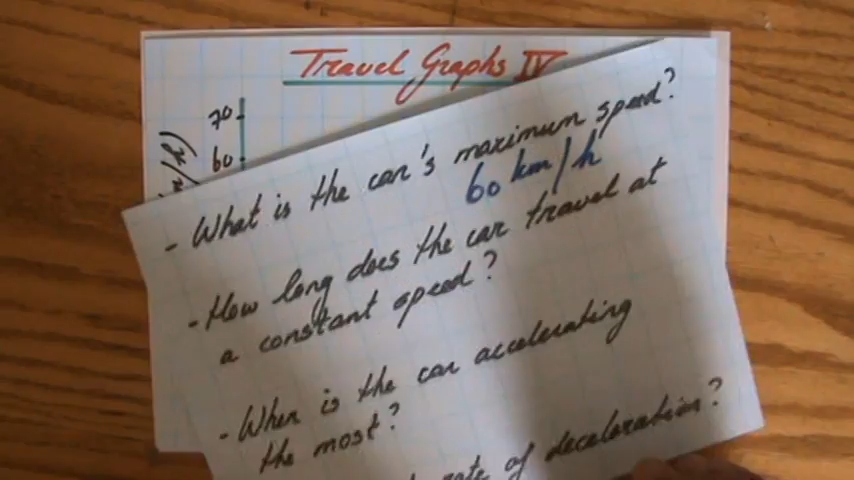 Travel Graphs IV
70
60
- What is the car's maximum speed?
60 km/h
- How long does the car travel at
a constant speed?
- When is the car accelerating
the most?
rate of deceleration?